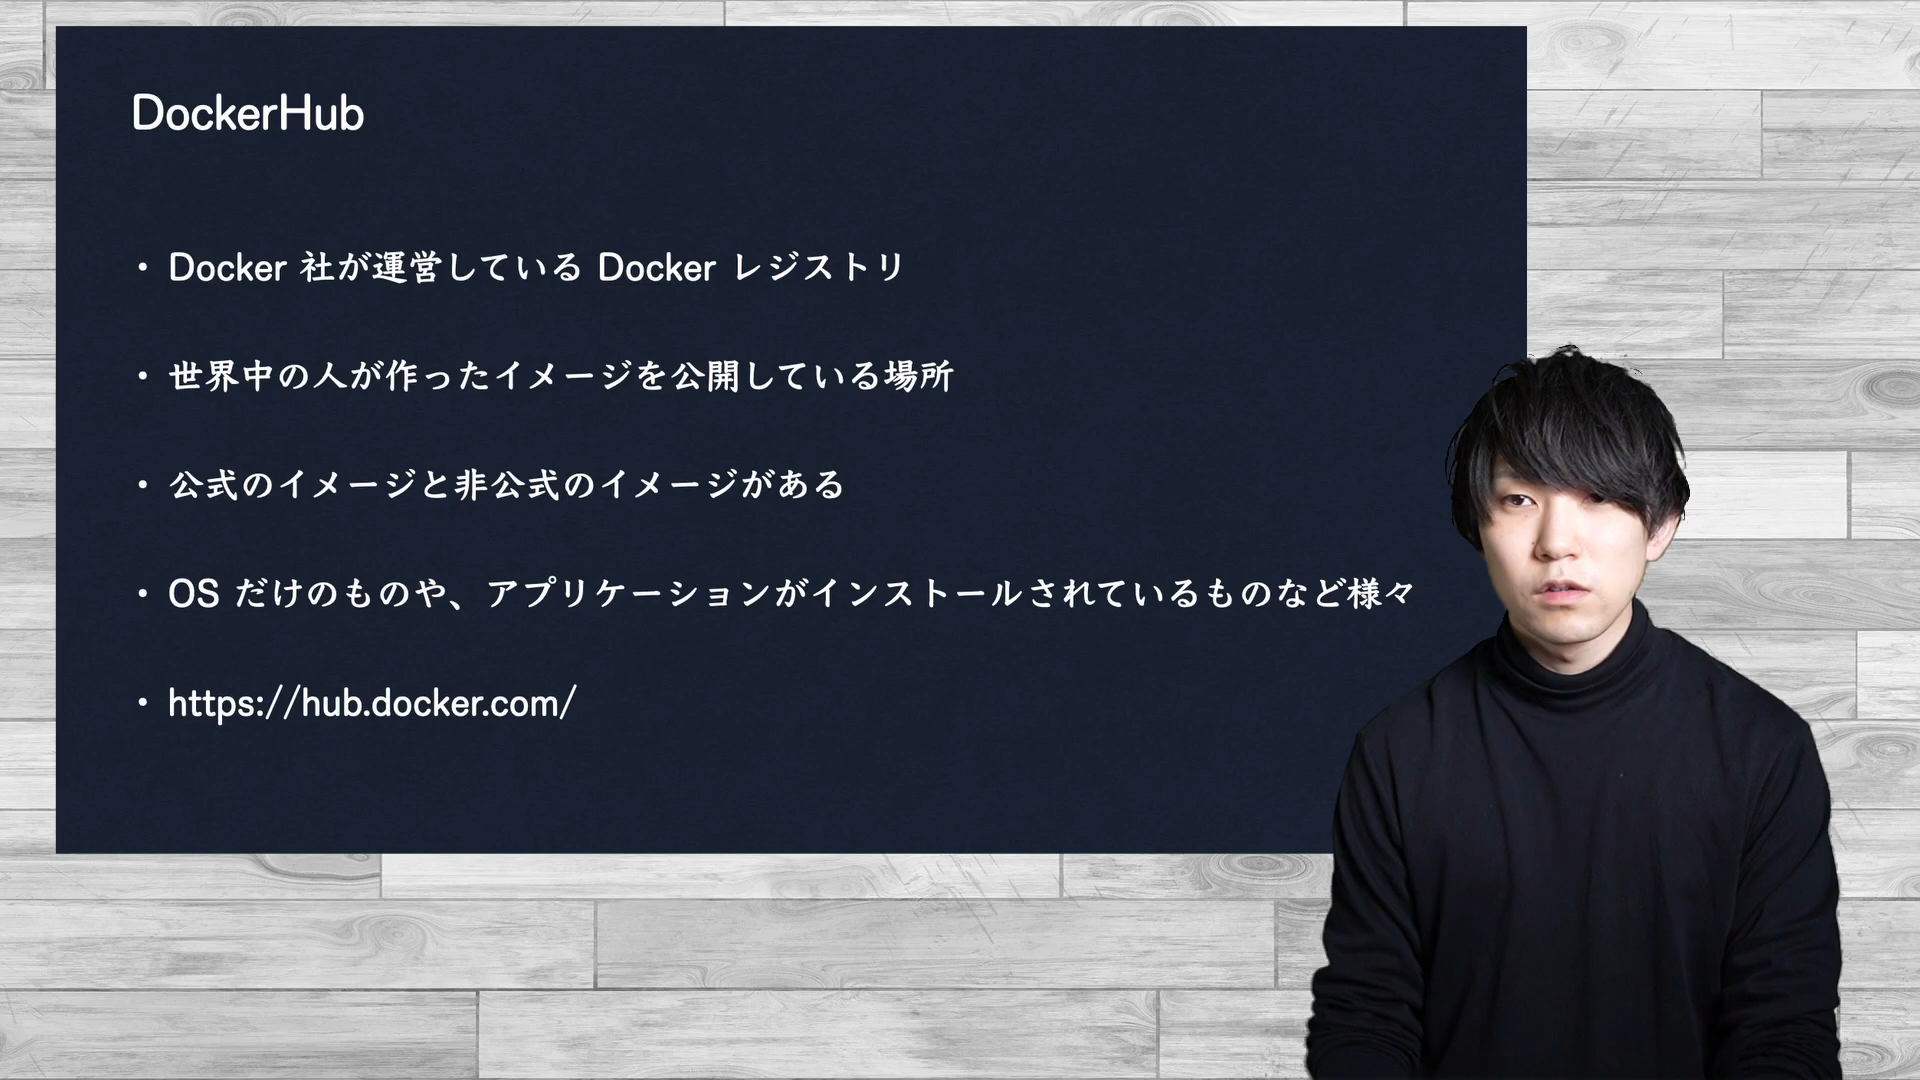 DockerHub
・Docker 社が運営している Docker レジストリ
・世界中の人が作ったイメージを公開している場所
・公式のイメージと非公式のイメージがある
・OS だけのものや、アプリケーションがインストールされているものなど様々
・https://hub.docker.com/